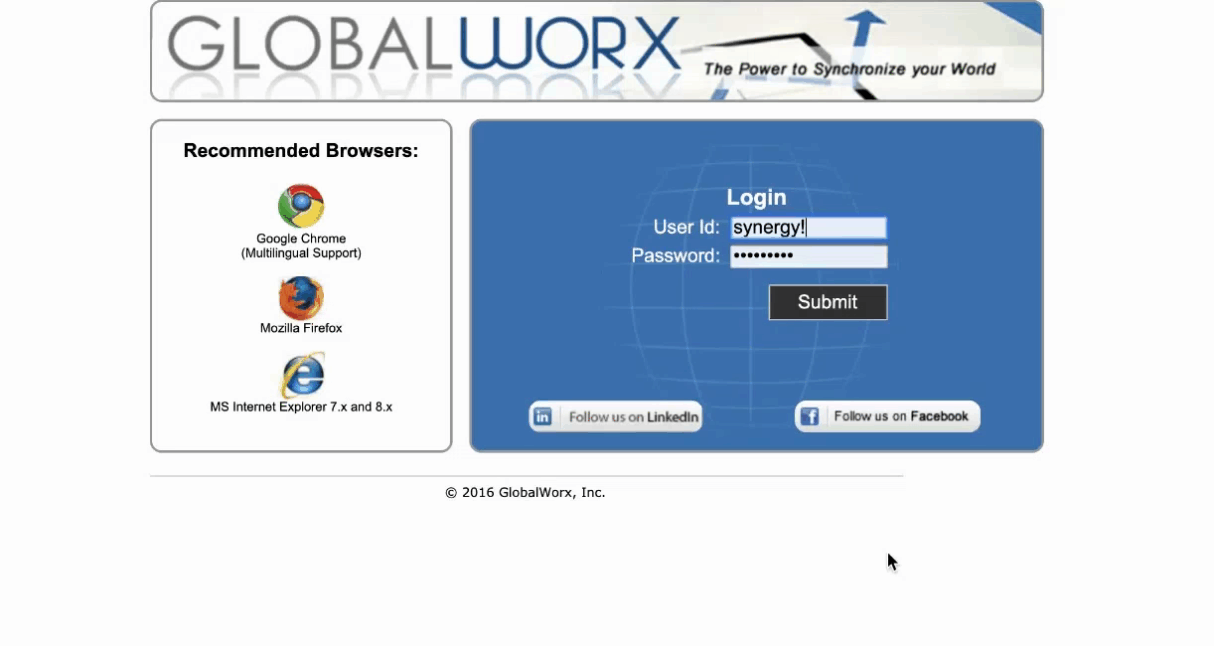 GLOBALWORX
The Power to Synchronize your World
Recommended Browsers:
Google Chrome
(Multilingual Support)
Mozilla Firefox
MS Internet Explorer 7.x and 8.x
Login
User Id: synergy!
Password: •••••••••
Submit
in Follow us on LinkedIn
f Follow us on Facebook
© 2016 GlobalWorx, Inc.